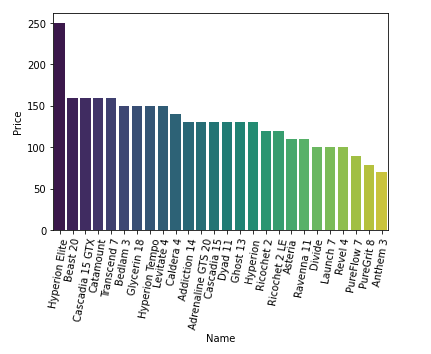 250
200
150
100
50
0
Price
Hyperion Elite
Beast 20
Cascadia 15 GTX
Catamount
Transcend 7
Bedlam 3
Glycerin 18
Hyperion Tempo
Levitate 4
Caldera 4
Addiction 14
Adrenaline GTS 20
Cascadia 15
Dyad 11
Ghost 13
Hyperion
Ricochet 2
Ricochet 2 LE
Asteria
Ravenna 11
Divide
Launch 7
Revel 4
PureFlow 7
PureGrit 8
Anthem 3
Name